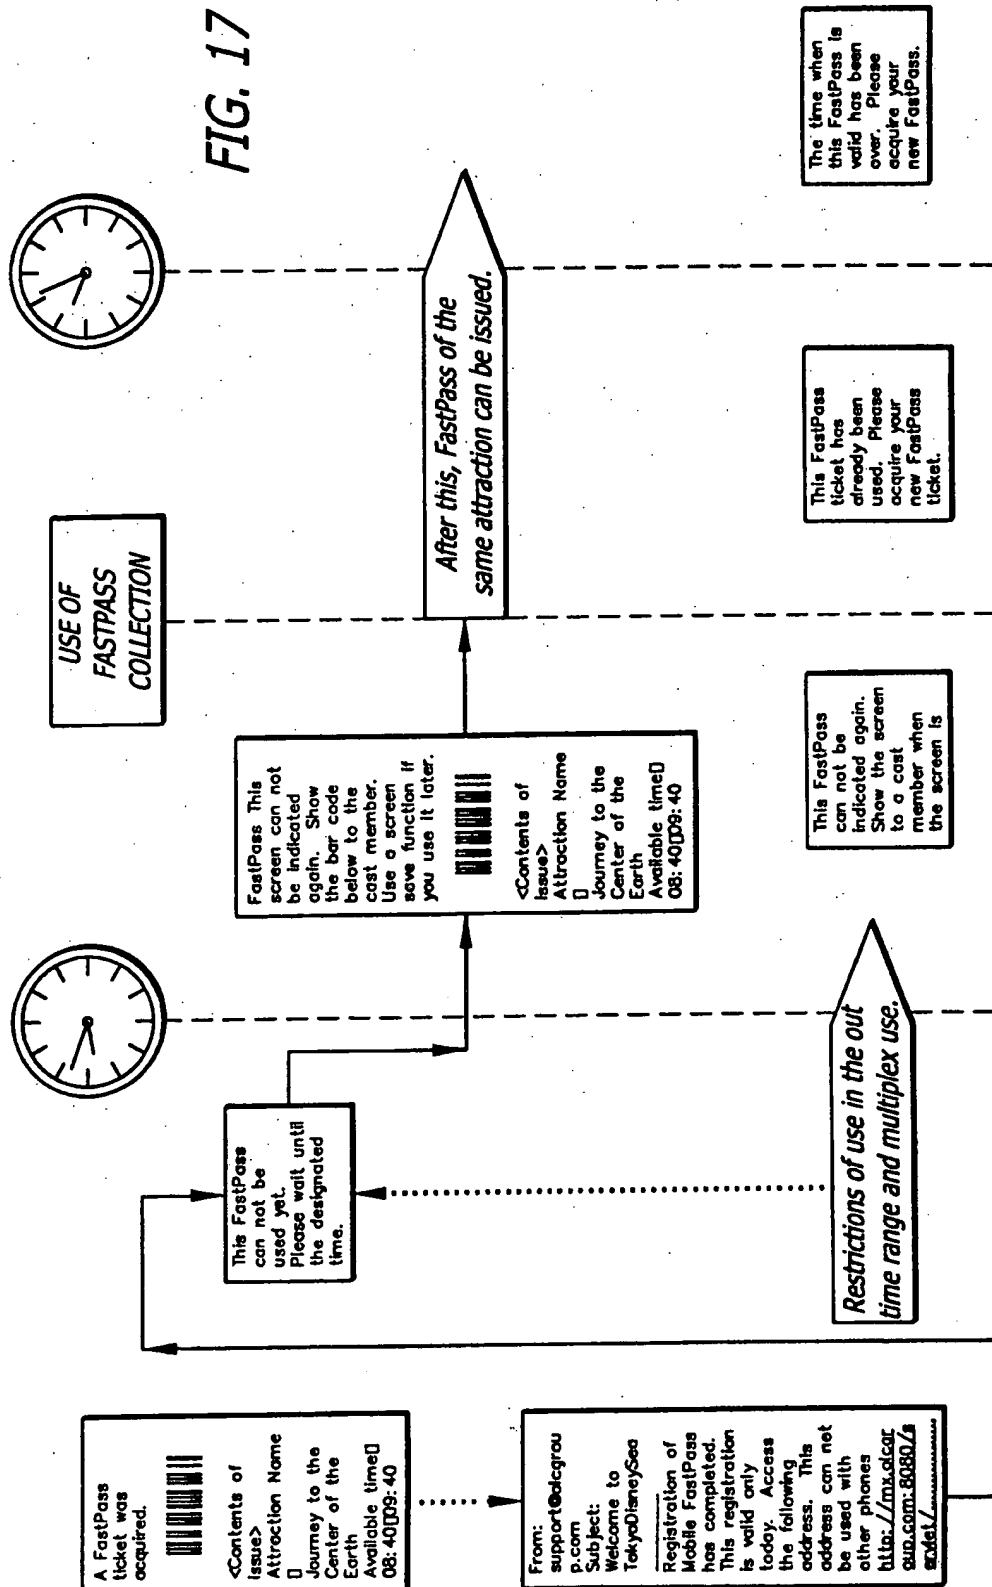 FIG. 17
A FastPass
ticket was
acquired.
<Contents of
issue>
Attraction Name
▯
Journey to the
Center of the
Earth
Available time▯
08:40▯09:40
From:
support@olcgrou
p.com
Subject:
Welcome to
TokyoDisneySea
Registration of
Mobile FastPass
has completed.
This registration
is valid only
today. Access
the following
address. This
address can not
be used with
other phones
http://mx.olcgr
oup.com:8080/s
ervlet/
This FastPass
can not be
used yet.
Please wait until
the designated
time.
Restrictions of use in the out
time range and multiplex use.
FastPass This
screen can not
be indicated
again. Show
the bar code
below to the
cast member.
Use a screen
save function if
you use it later.
<Contents of
issue>
Attraction Name
▯
Journey to the
Center of the
Earth
Available time▯
08:40▯09:40
This FastPass
can not be
indicated again.
Show the screen
to a cast
member when
the screen is
USE OF
FASTPASS
COLLECTION
After this, FastPass of the
same attraction can be issued.
This FastPass
ticket has
already been
used. Please
acquire your
new FastPass
ticket.
The time when
this FastPass is
valid has been
over. Please
acquire your
new FastPass.